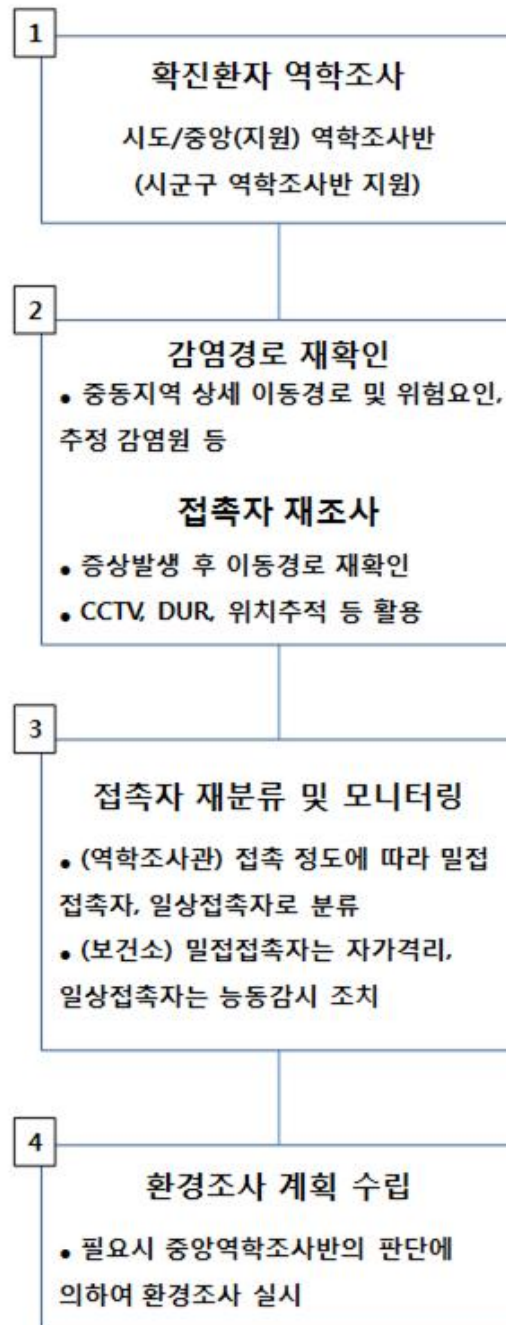 1
확진환자 역학조사
시도/중앙(지원) 역학조사반
(시군구 역학조사반 지원)
2
감염경로 재확인
• 중동지역 상세 이동경로 및 위험요인,
추정 감염원 등
접촉자 재조사
• 증상발생 후 이동경로 재확인
• CCTV, DUR, 위치추적 등 활용
3
접촉자 재분류 및 모니터링
• (역학조사관) 접촉 정도에 따라 밀접
접촉자, 일상접촉자로 분류
• (보건소) 밀접접촉자는 자가격리,
일상접촉자는 능동감시 조치
4
환경조사 계획 수립
• 필요시 중앙역학조사반의 판단에
의하여 환경조사 실시